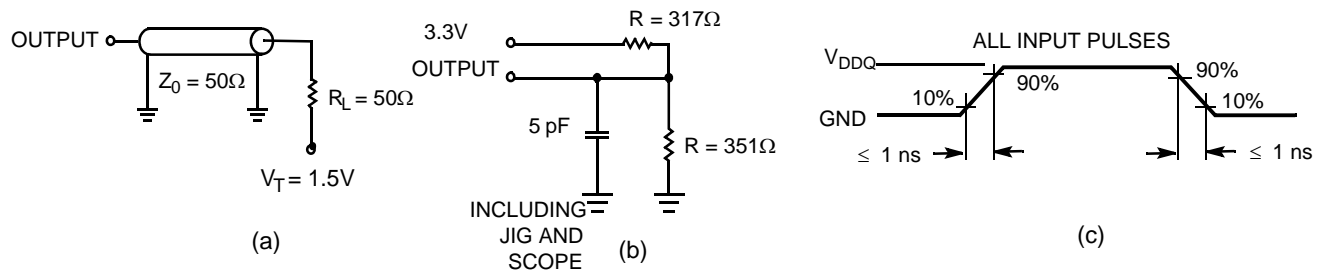 OUTPUT
Z0 = 50Ω
RL = 50Ω
VT = 1.5V
(a)
R = 317Ω
3.3V
OUTPUT
5 pF
R = 351Ω
INCLUDING
JIG AND
SCOPE
(b)
ALL INPUT PULSES
VDDQ
GND
10%
90%
90%
10%
≤ 1 ns
≤ 1 ns
(c)